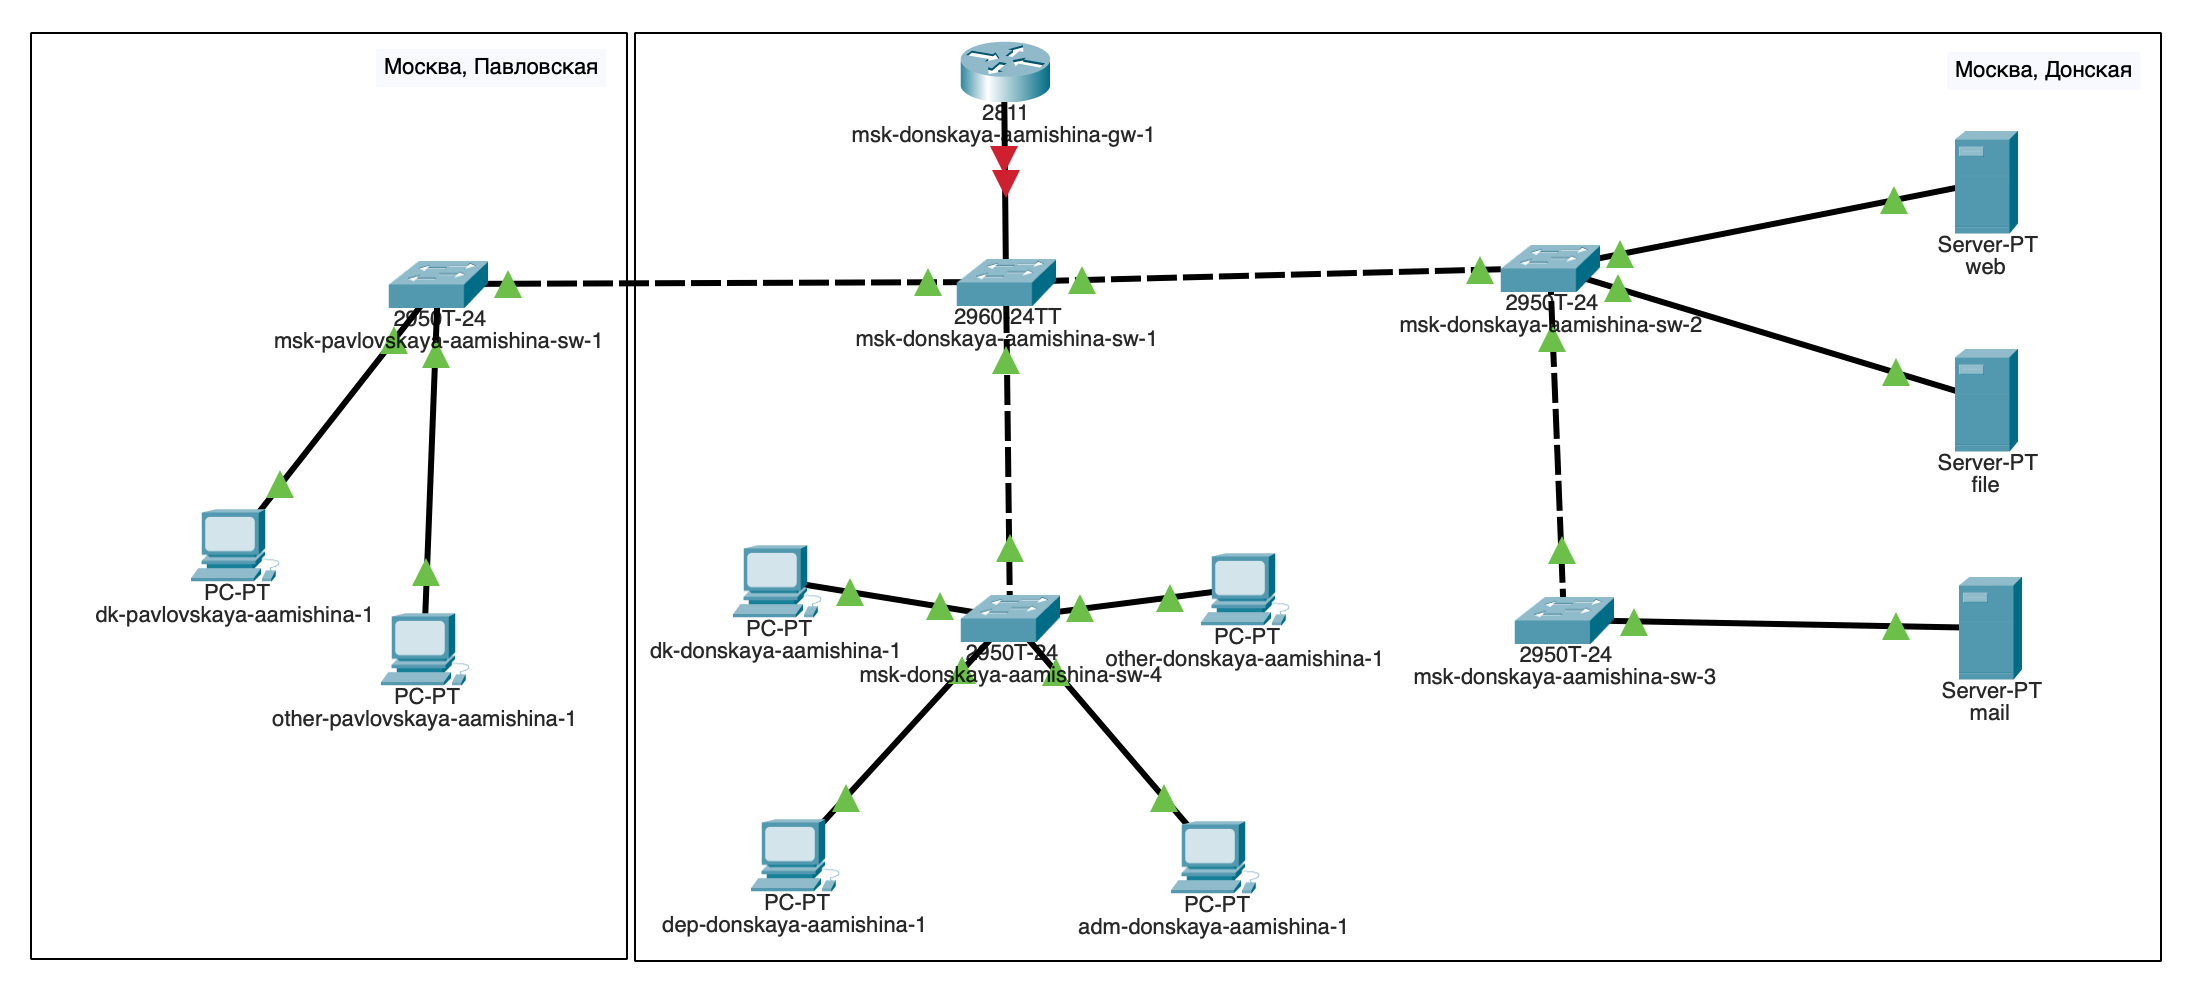 Москва, Павловская
Москва, Донская
2811
msk-donskaya-aamishina-gw-1
Server-PT
web
2950T-24
msk-pavlovskaya-aamishina-sw-1
2960-24TT
msk-donskaya-aamishina-sw-1
2950T-24
msk-donskaya-aamishina-sw-2
Server-PT
file
PC-PT
dk-pavlovskaya-aamishina-1
PC-PT
other-pavlovskaya-aamishina-1
PC-PT
dk-donskaya-aamishina-1
PC-PT
other-donskaya-aamishina-1
2950T-24
msk-donskaya-aamishina-sw-4
2950T-24
msk-donskaya-aamishina-sw-3
Server-PT
mail
PC-PT
dep-donskaya-aamishina-1
PC-PT
adm-donskaya-aamishina-1